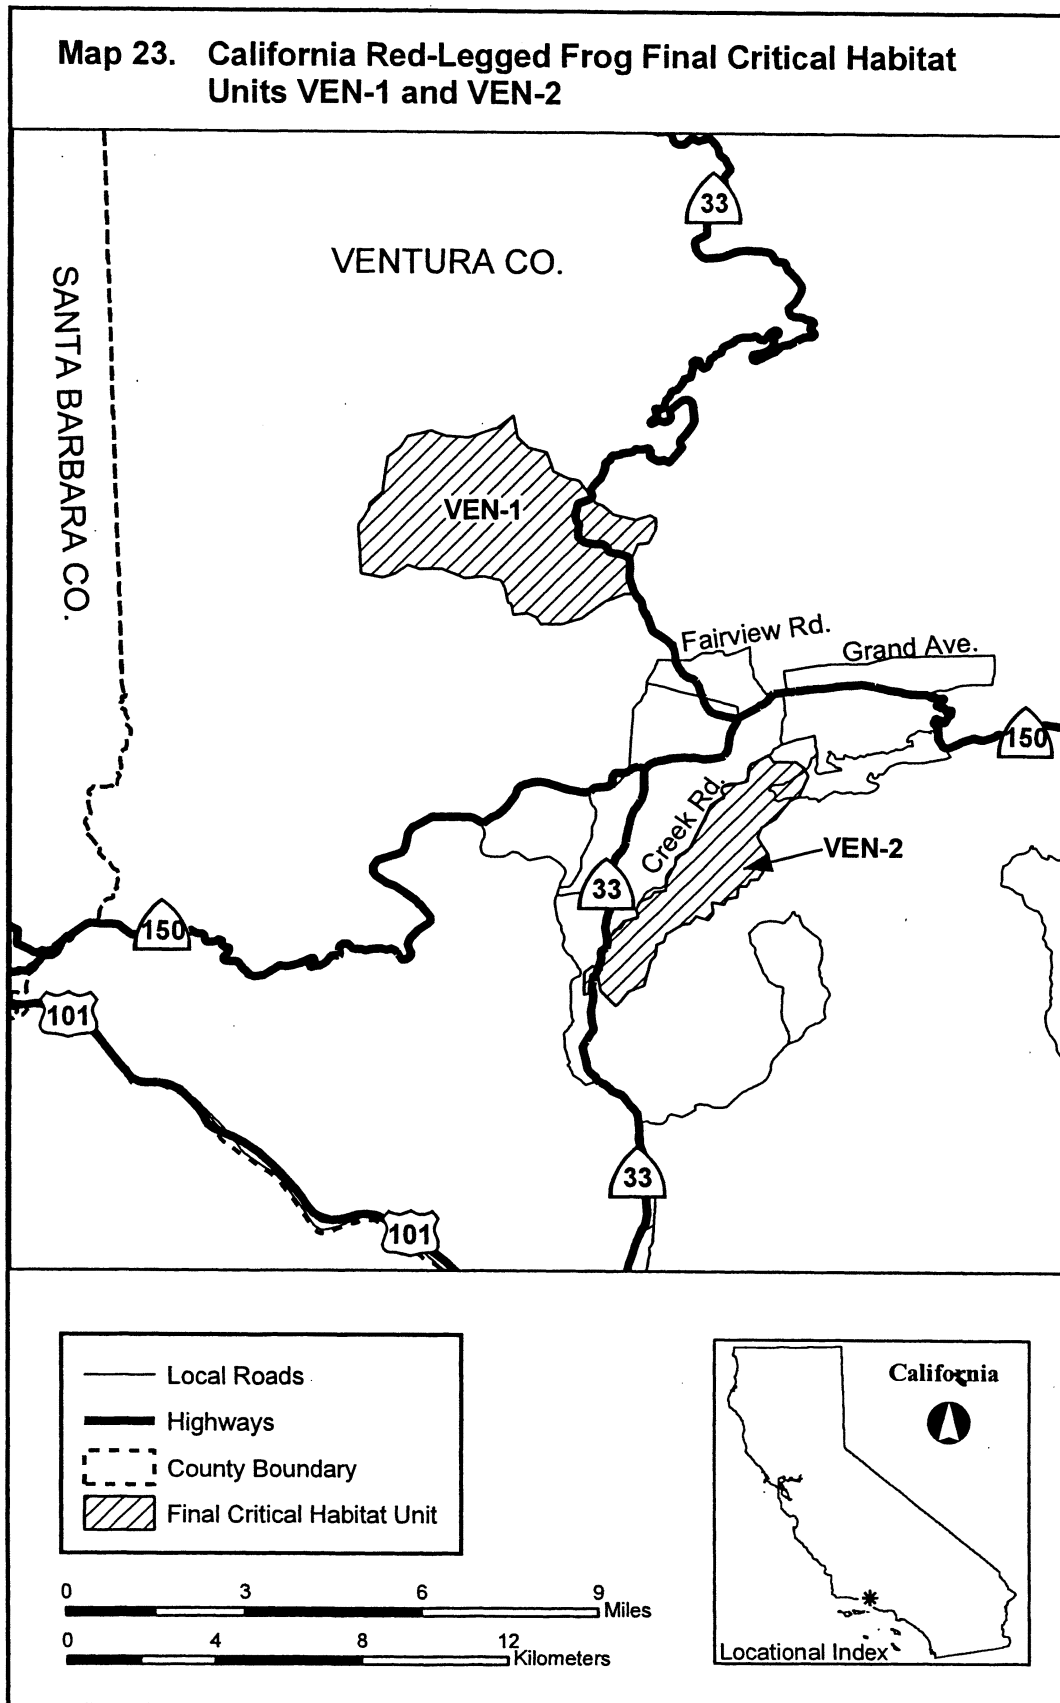 Map 23. California Red-Legged Frog Final Critical Habitat
Units VEN-1 and VEN-2
33
VENTURA CO.
SANTA BARBARA CO.
VEN-1
Fairview Rd.
Grand Ave.
150
Creek Rd.
VEN-2
33
150
101
33
101
Local Roads
Highways
County Boundary
Final Critical Habitat Unit
0 3 6 9 Miles
0 4 8 12 Kilometers
California
Locational Index